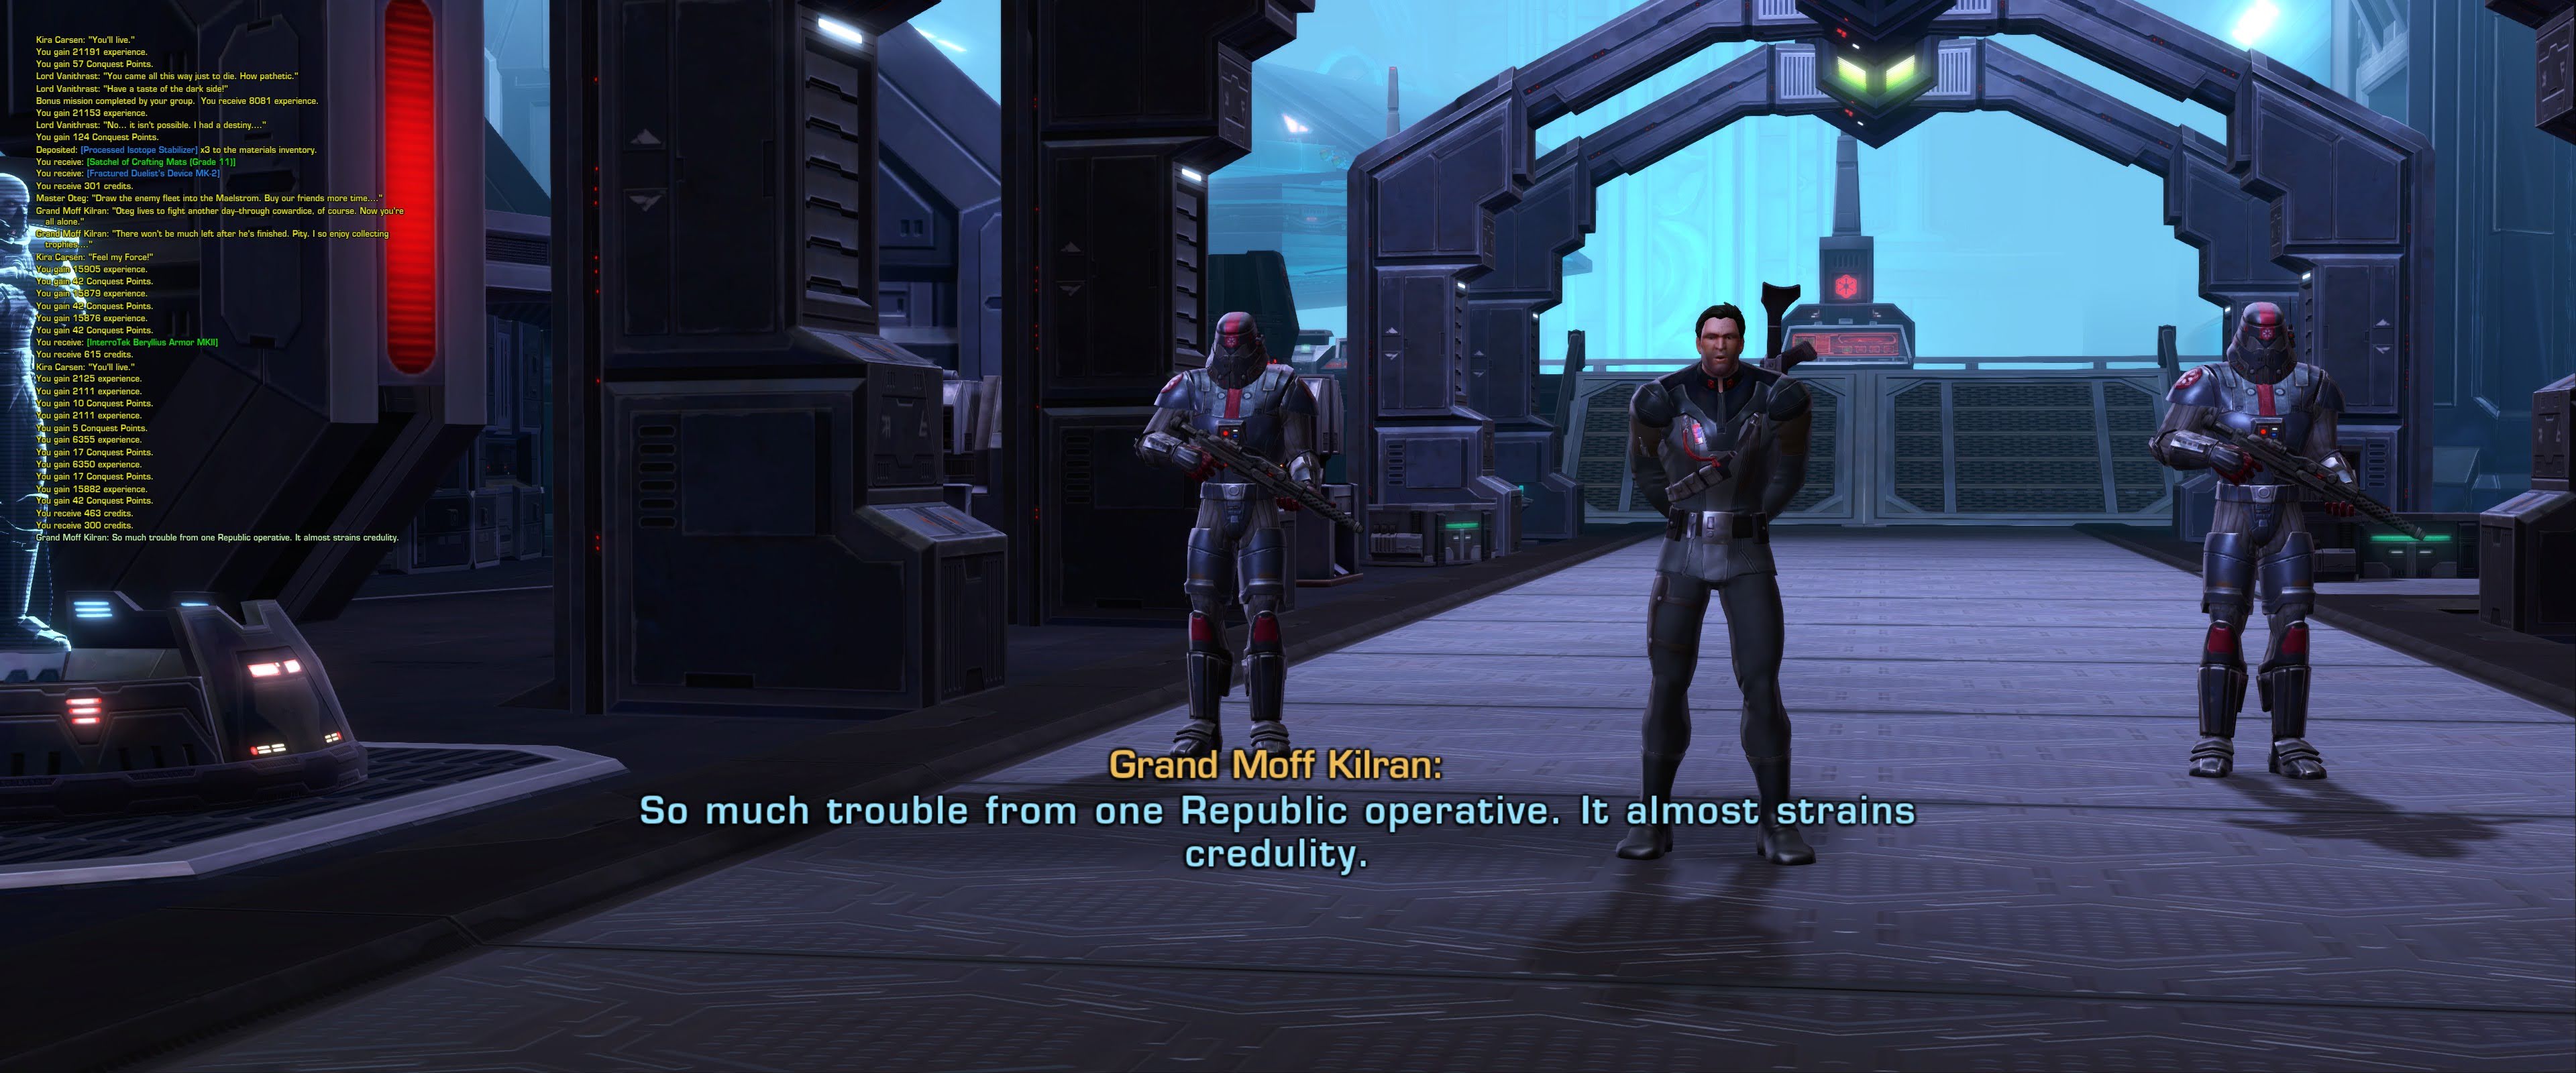 Kira Carsen: "You'll live."
You gain 21191 experience.
You gain 57 Conquest Points.
Lord Vanithrast: "You came all this way just to die. How pathetic."
Lord Vanithrast: "Have a taste of the dark side!"
Bonus mission completed by your group.  You receive 8081 experience.
You gain 21153 experience.
Lord Vanithrast: "No... it isn't possible. I had a destiny...."
You gain 124 Conquest Points.
Deposited: [Processed Isotope Stabilizer] x3 to the materials inventory.
You receive: [Satchel of Crafting Mats (Grade 11)]
You receive: [Fractured Duelist's Device MK-2]
You receive 301 credits.
Master Oteg: "Draw the enemy fleet into the Maelstrom. Buy our friends more time...."
Grand Moff Kilran: "Oteg lives to fight another day–through cowardice, of course. Now you're
all alone."
Grand Moff Kilran: "There won't be much left after he's finished. Pity. I so enjoy collecting
trophies...."
Kira Carsen: "Feel my Force!"
You gain 15905 experience.
You gain 42 Conquest Points.
You gain 15879 experience.
You gain 42 Conquest Points.
You gain 15876 experience.
You gain 42 Conquest Points.
You receive: [InterroTek Beryllius Armor MKII]
You receive 615 credits.
Kira Carsen: "You'll live."
You gain 2125 experience.
You gain 2111 experience.
You gain 10 Conquest Points.
You gain 2111 experience.
You gain 5 Conquest Points.
You gain 6355 experience.
You gain 17 Conquest Points.
You gain 6350 experience.
You gain 17 Conquest Points.
You gain 15882 experience.
You gain 42 Conquest Points.
You receive 463 credits.
You receive 300 credits.
Grand Moff Kilran: So much trouble from one Republic operative. It almost strains credulity.
Grand Moff Kilran:
So much trouble from one Republic operative. It almost strains
credulity.